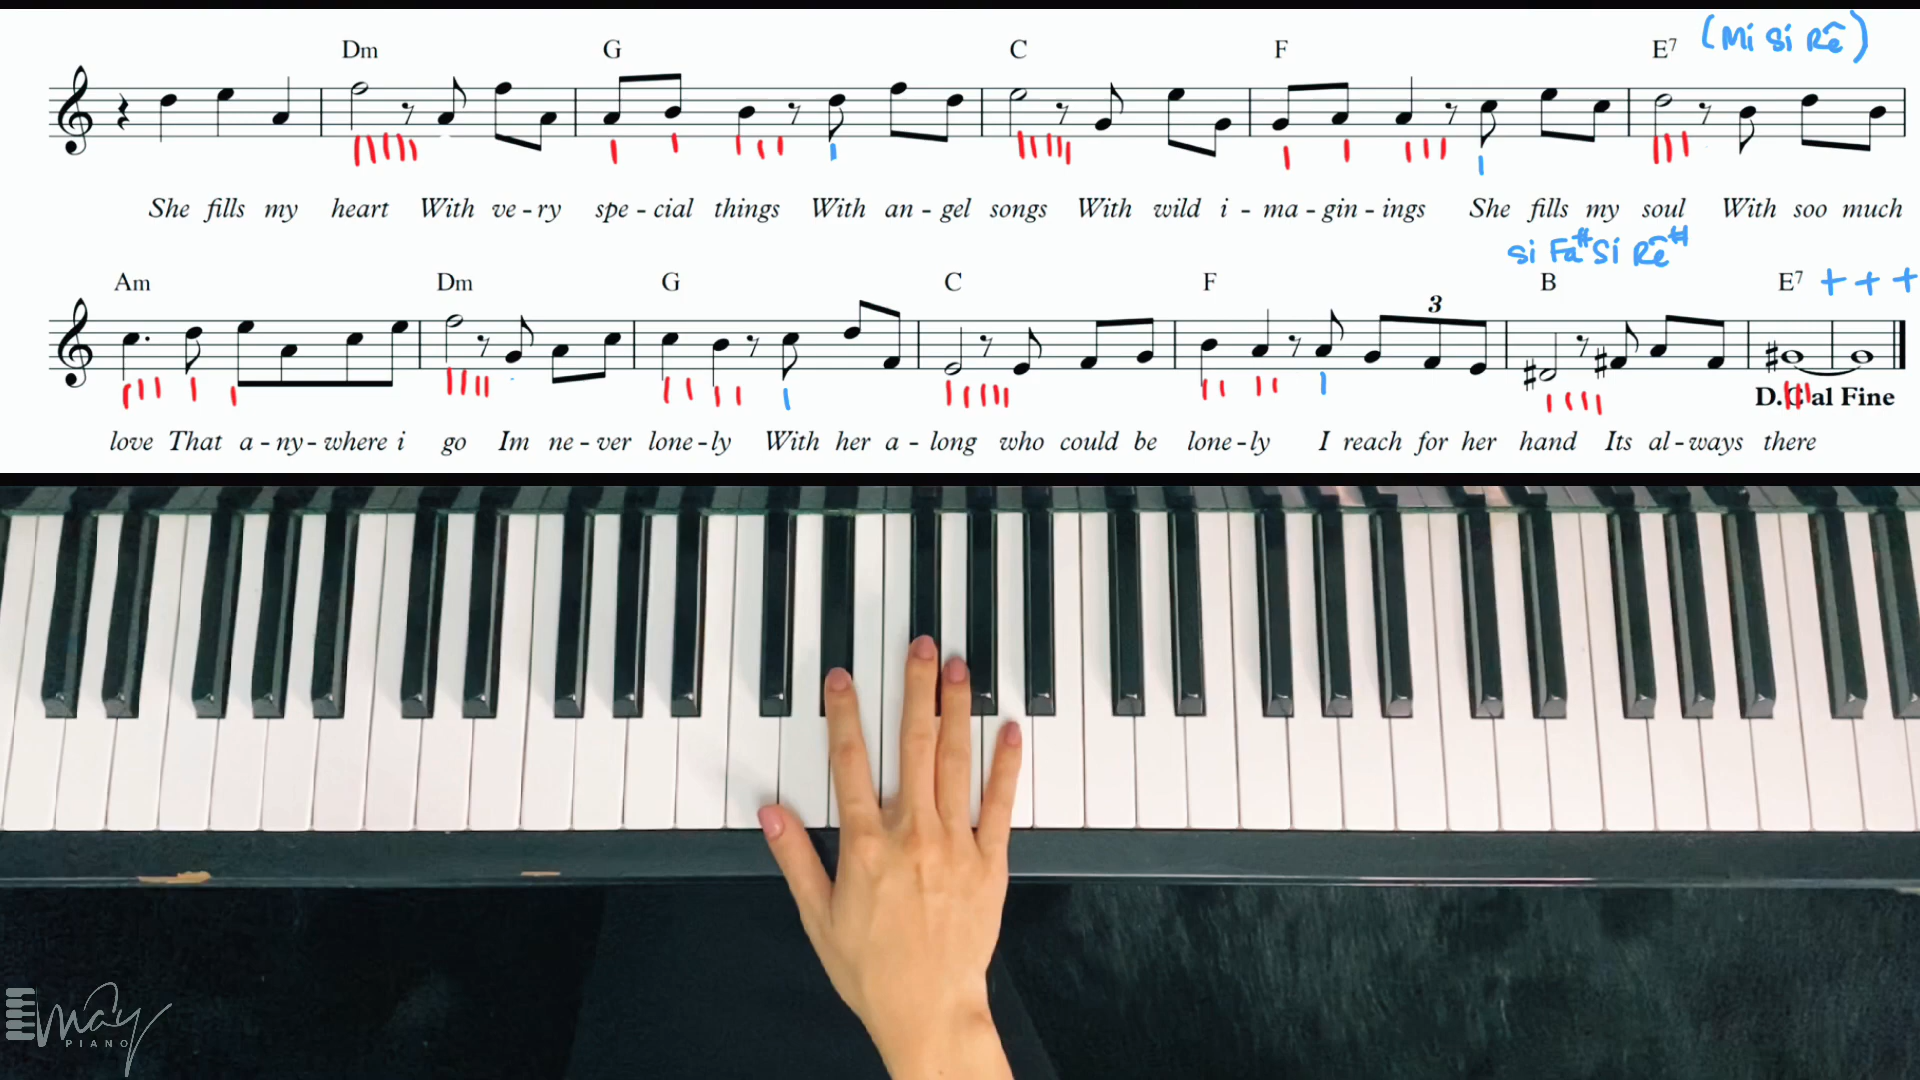 Dm G C F E7 (Mi Si Rê)
She fills my heart With ve-ry spe-cial things With an-gel songs With wild i-ma-gin-ings She fills my soul With soo much
Si Fa# Si Rê#
Am Dm G C F 3 B E7 + + +
D.C al Fine
love That a-ny-where i go Im ne-ver lone-ly With her a-long who could be lone-ly I reach for her hand Its al-ways there
May
PIANO